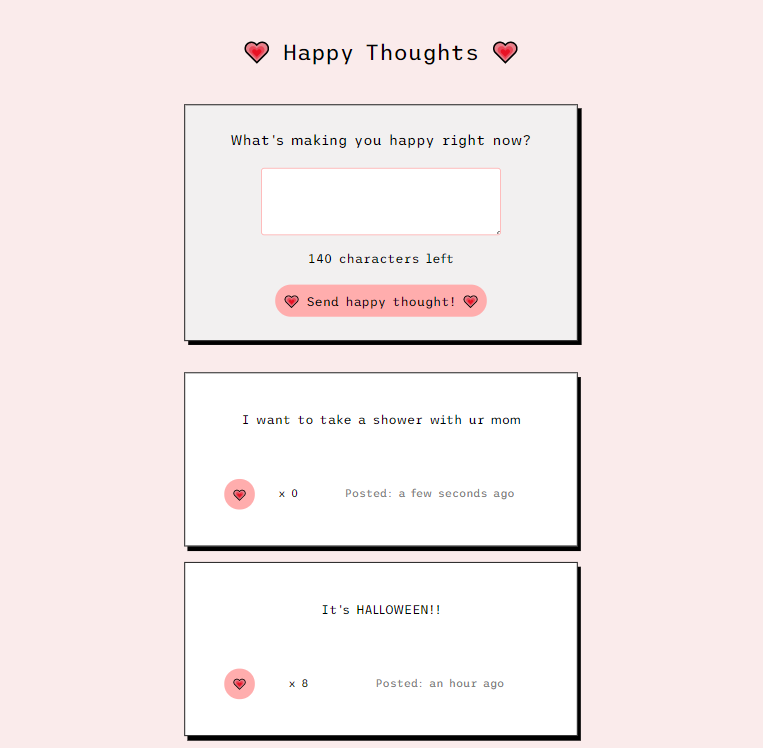 Happy Thoughts
What's making you happy right now?
140 characters left
Send happy thought!
I want to take a shower with ur mom
x 0 Posted: a few seconds ago
It's HALLOWEEN!!
x 8 Posted: an hour ago